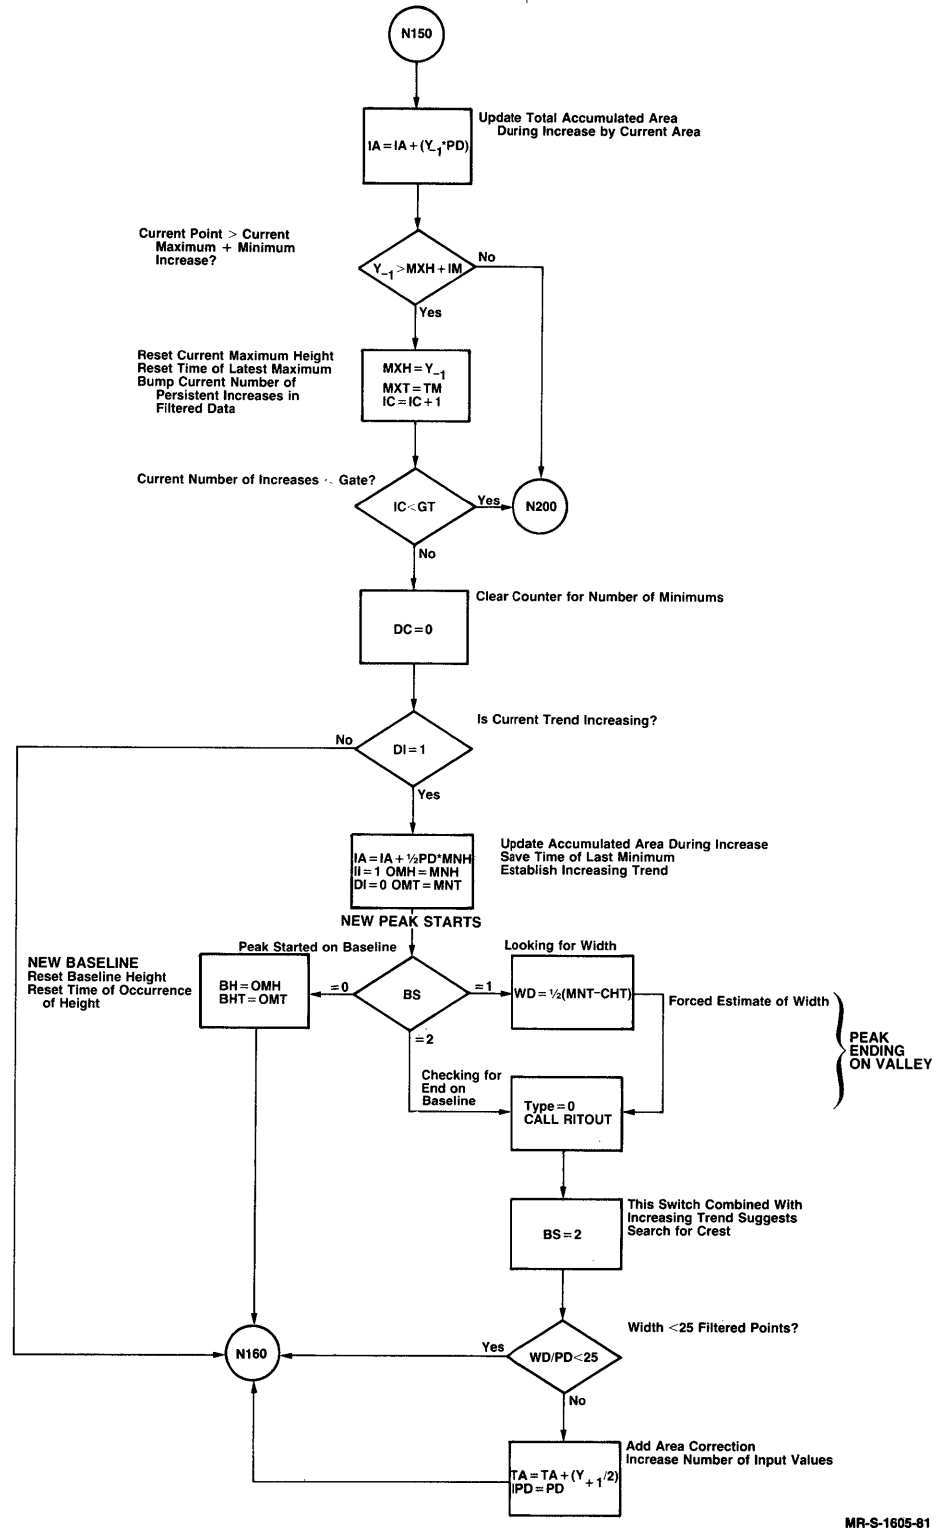 N150
Update Total Accumulated Area
During Increase by Current Area
IA = IA + (Y-1*PD)
Current Point > Current
Maximum + Minimum
Increase?
Y-1 > MXH + IM
No
Yes
Reset Current Maximum Height
Reset Time of Latest Maximum
Bump Current Number of
Persistent Increases in
Filtered Data
MXH = Y-1
MXT = TM
IC = IC + 1
Current Number of Increases < Gate?
IC<GT
Yes
N200
No
Clear Counter for Number of Minimums
DC = 0
Is Current Trend Increasing?
No
DI = 1
Yes
IA = IA + ½PD*MNH
II = 1 OMH = MNH
DI = 0 OMT = MNT
Update Accumulated Area During Increase
Save Time of Last Minimum
Establish Increasing Trend
NEW PEAK STARTS
Peak Started on Baseline
Looking for Width
NEW BASELINE
Reset Baseline Height
Reset Time of Occurrence
of Height
BH = OMH
BHT = OMT
=0
BS
=1
WD = ½(MNT−CHT)
Forced Estimate of Width
=2
PEAK
ENDING
ON VALLEY
Checking for
End on
Baseline
Type = 0
CALL RITOUT
This Switch Combined With
Increasing Trend Suggests
Search for Crest
BS = 2
Width <25 Filtered Points?
Yes
N160
WD/PD<25
No
Add Area Correction
Increase Number of Input Values
TA = TA + (Y+1/2)
IPD = PD
MR-S-1605-81